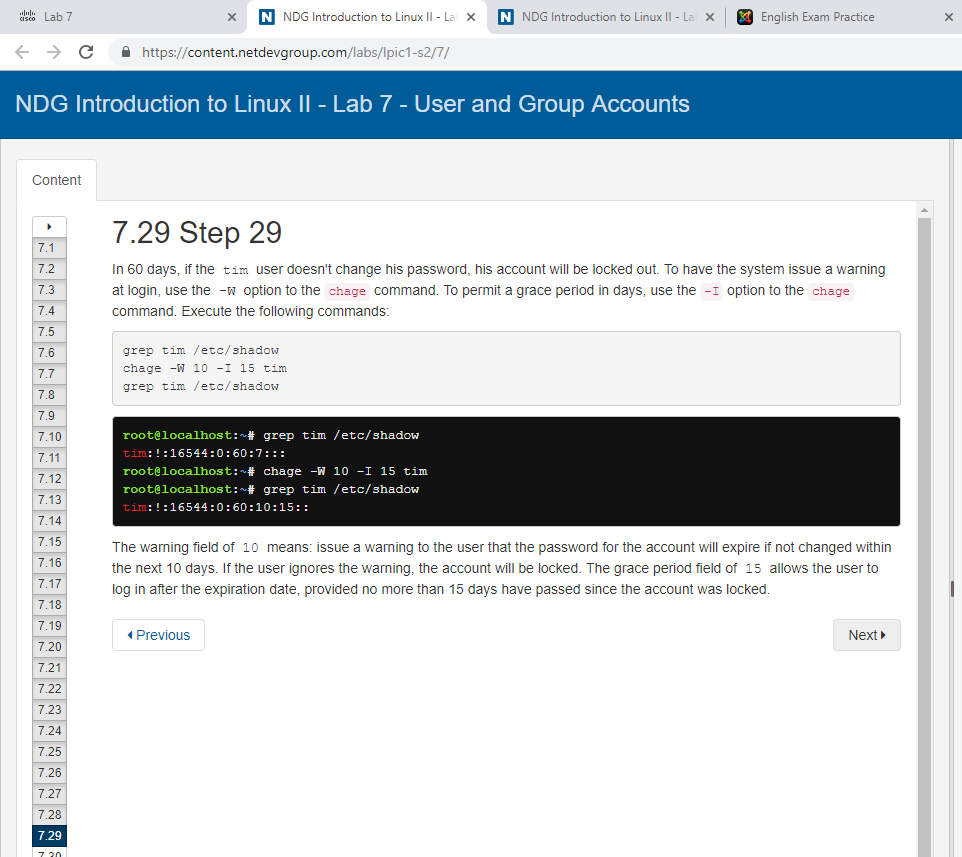 Lab 7
NDG Introduction to Linux II - La
NDG Introduction to Linux II - La
English Exam Practice
https://content.netdevgroup.com/labs/lpic1-s2/7/
NDG Introduction to Linux II - Lab 7 - User and Group Accounts
Content
7.1
7.2
7.3
7.4
7.5
7.6
7.7
7.8
7.9
7.10
7.11
7.12
7.13
7.14
7.15
7.16
7.17
7.18
7.19
7.20
7.21
7.22
7.23
7.24
7.25
7.26
7.27
7.28
7.29
7.30
7.29 Step 29
In 60 days, if the tim user doesn't change his password, his account will be locked out. To have the system issue a warning
at login, use the -W option to the chage command. To permit a grace period in days, use the -I option to the chage
command. Execute the following commands:
grep tim /etc/shadow
chage -W 10 -I 15 tim
grep tim /etc/shadow
root@localhost:~# grep tim /etc/shadow
tim:!:16544:0:60:7:::
root@localhost:~# chage -W 10 -I 15 tim
root@localhost:~# grep tim /etc/shadow
tim:!:16544:0:60:10:15::
The warning field of 10 means: issue a warning to the user that the password for the account will expire if not changed within
the next 10 days. If the user ignores the warning, the account will be locked. The grace period field of 15 allows the user to
log in after the expiration date, provided no more than 15 days have passed since the account was locked.
Previous
Next